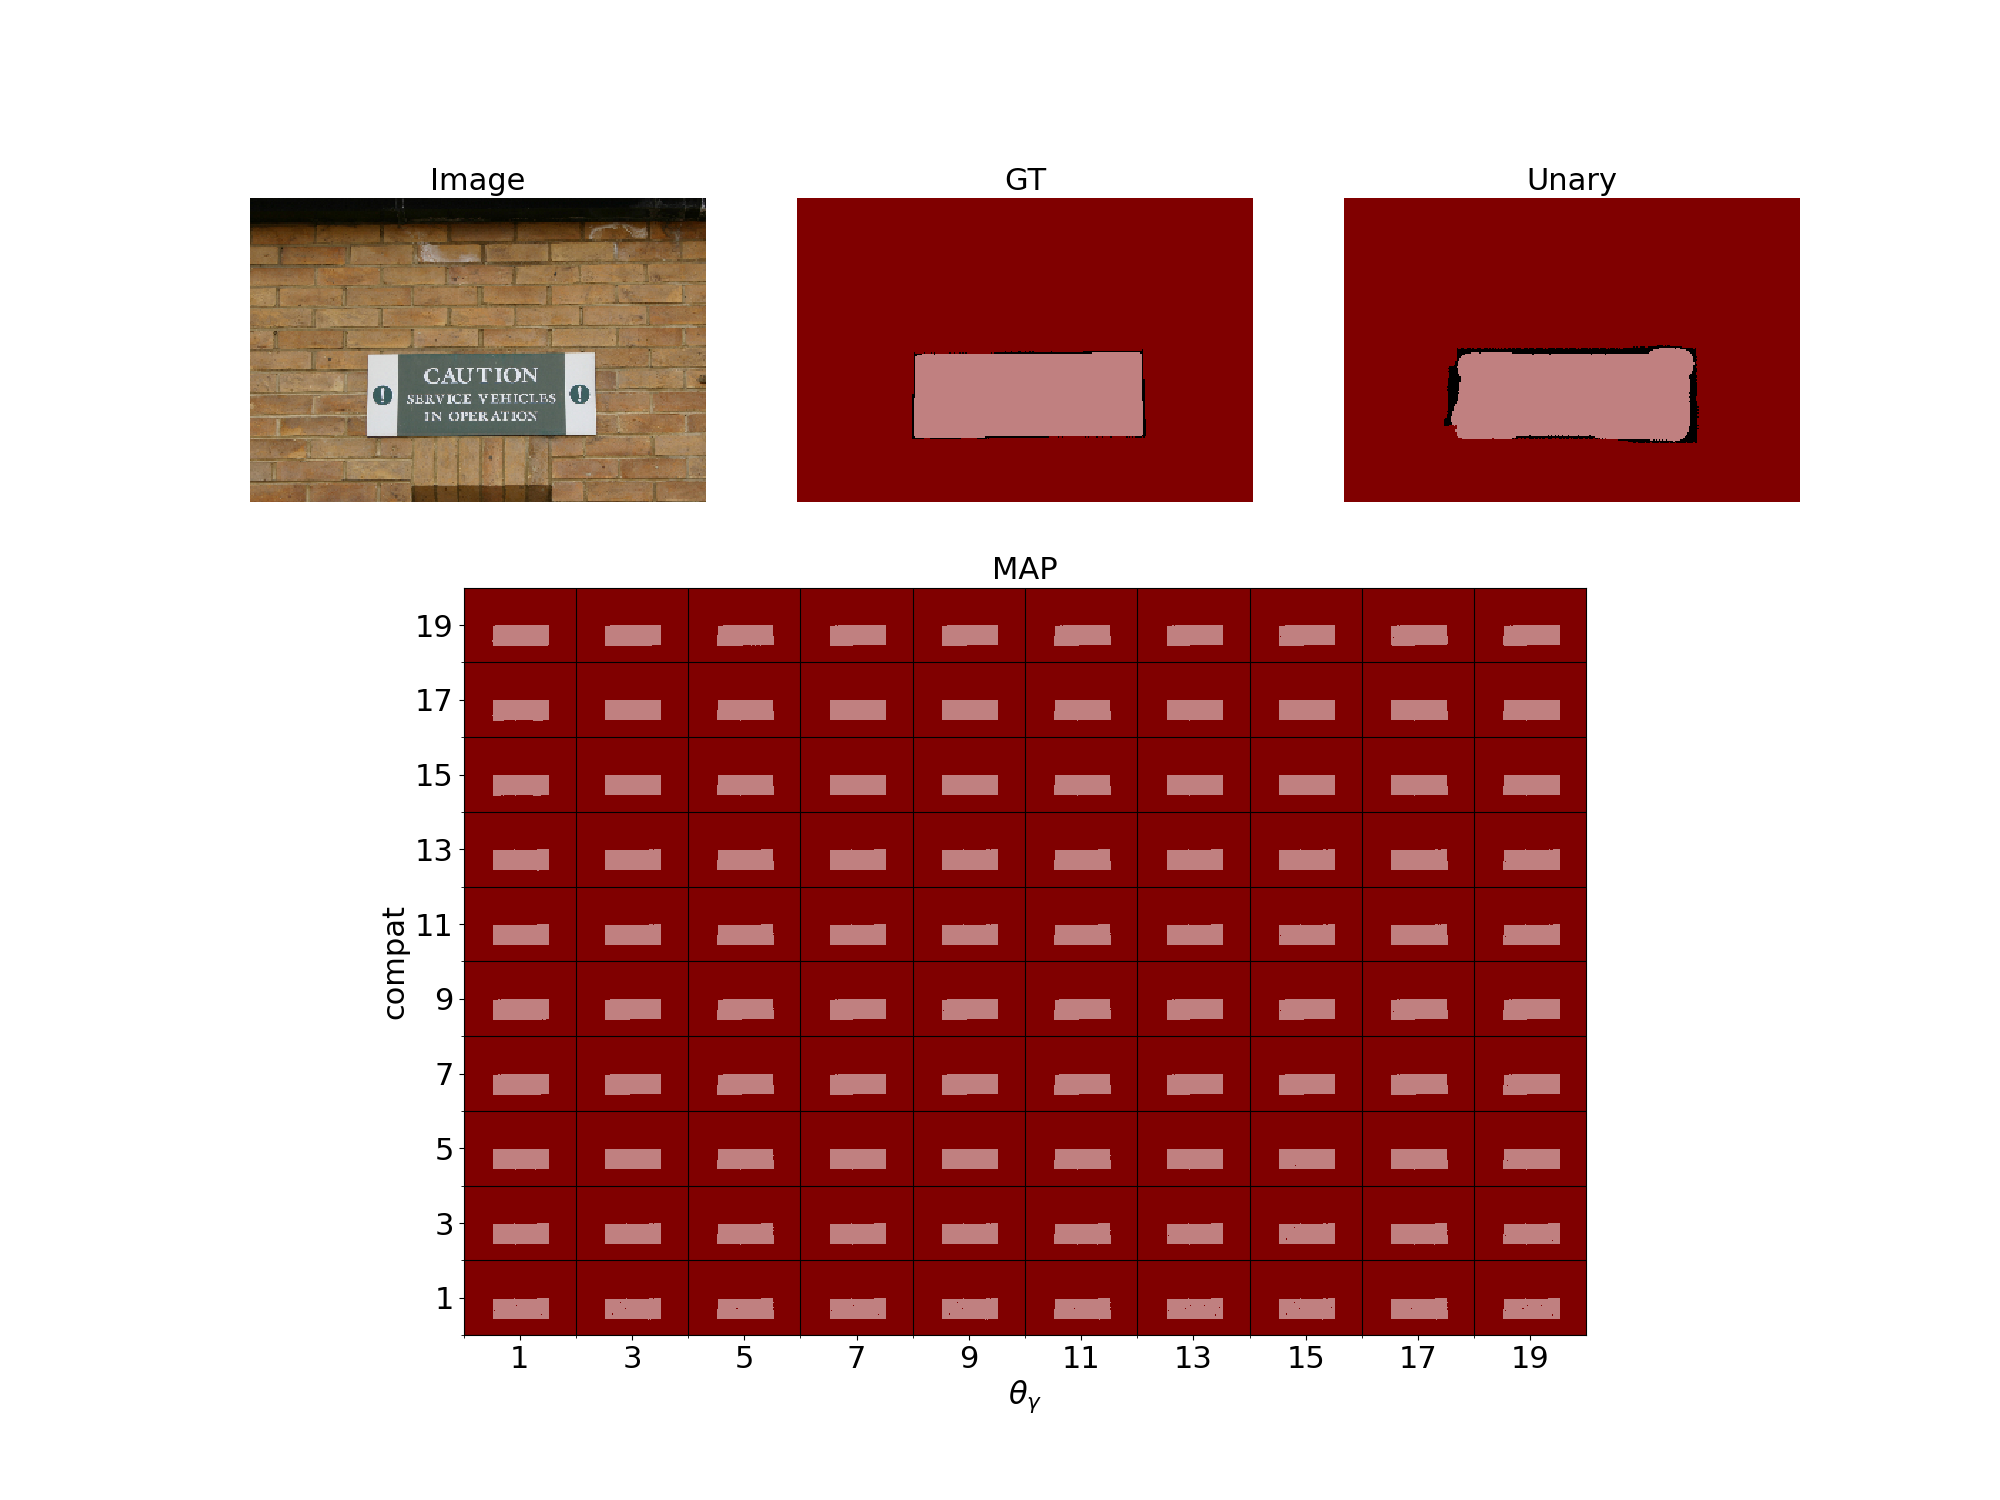 Image
GT
Unary
! CAUTION !
SERVICE VEHICLES
IN OPERATION
MAP
compat
19
17
15
13
11
9
7
5
3
1
1 3 5 7 9 11 13 15 17 19
θγ